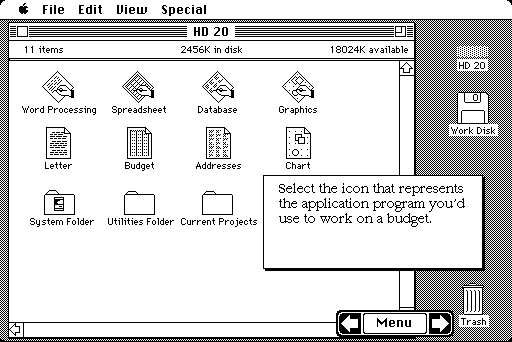 File Edit View Special
HD 20
11 items 2456K in disk 18024K available
Word Processing Spreadsheet Database Graphics
Letter Budget Addresses Chart
System Folder Utilities Folder Current Projects
HD 20
Work Disk
Select the icon that represents
the application program you'd
use to work on a budget.
Menu
Trash